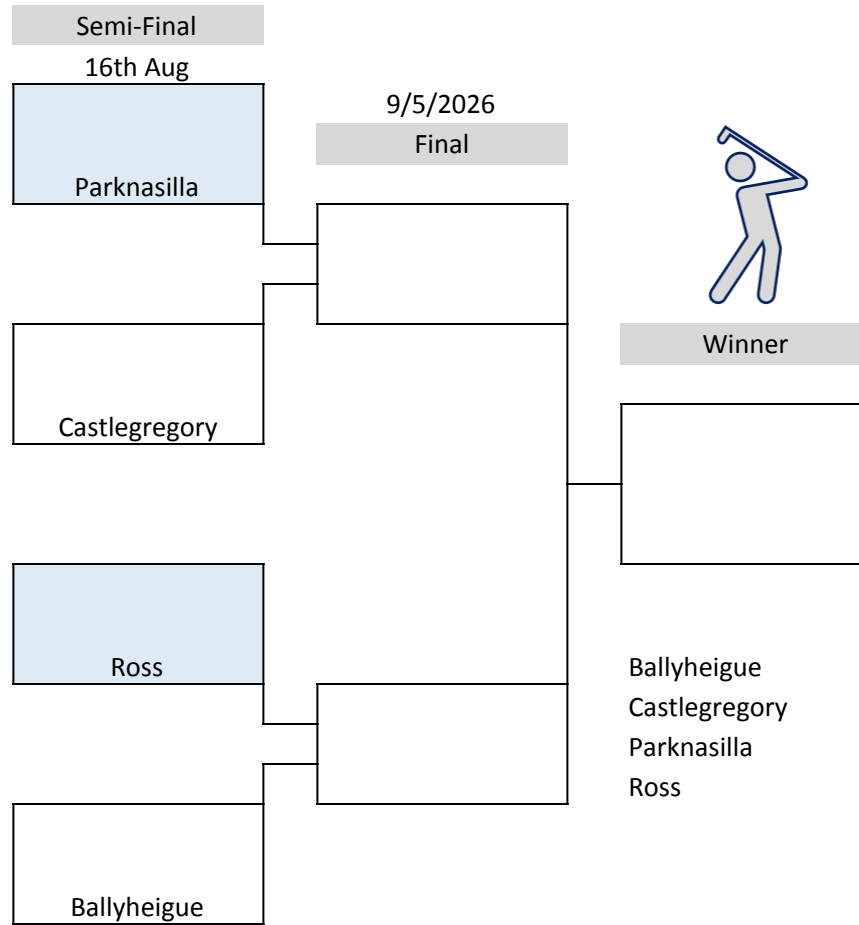 Semi-Final
16th Aug
Parknasilla
Castlegregory
Ross
Ballyheigue
9/5/2026
Final
Winner
Ballyheigue
Castlegregory
Parknasilla
Ross